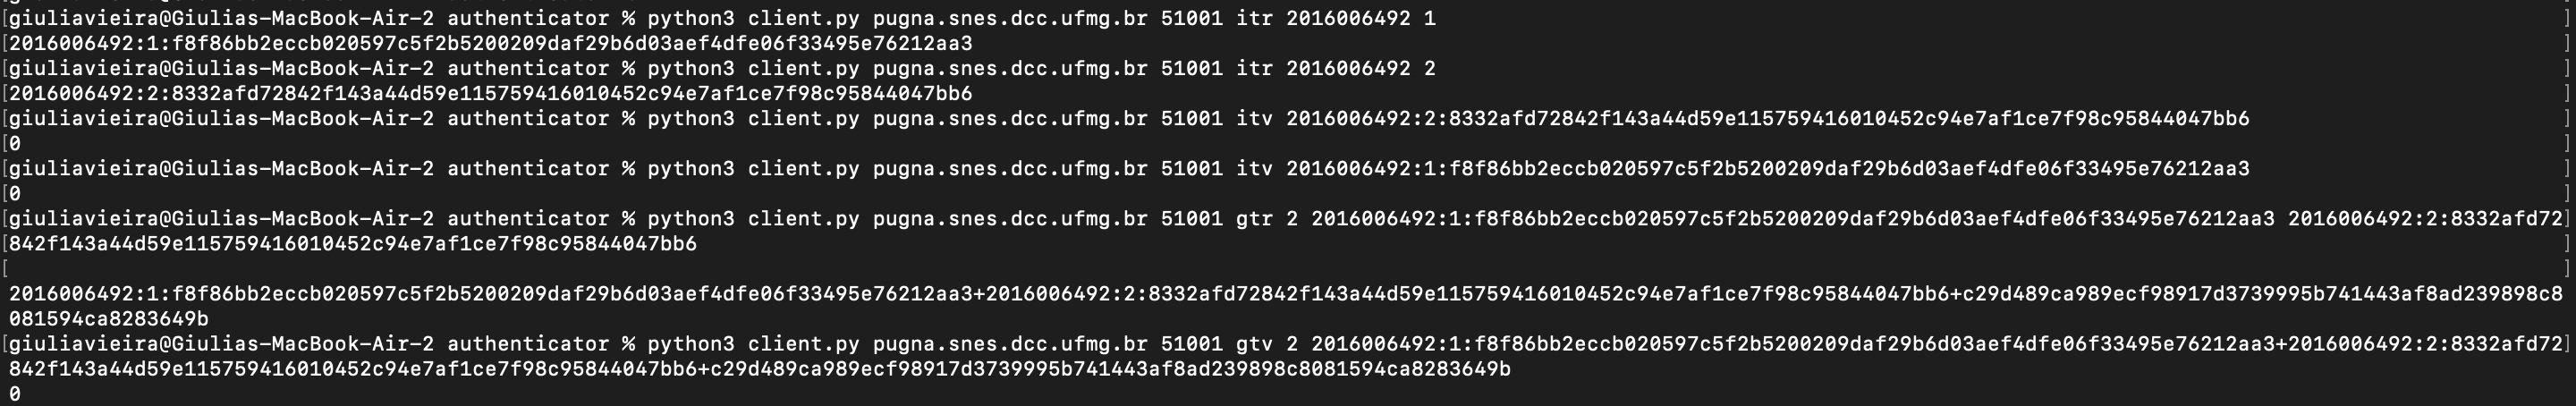 [giuliavieira@Giulias-MacBook-Air-2 authenticator % python3 client.py pugna.snes.dcc.ufmg.br 51001 itr 2016006492 1 ]
[2016006492:1:f8f86bb2eccb020597c5f2b5200209daf29b6d03aef4dfe06f33495e76212aa3 ]
[giuliavieira@Giulias-MacBook-Air-2 authenticator % python3 client.py pugna.snes.dcc.ufmg.br 51001 itr 2016006492 2 ]
[2016006492:2:8332afd72842f143a44d59e115759416010452c94e7af1ce7f98c95844047bb6 ]
[giuliavieira@Giulias-MacBook-Air-2 authenticator % python3 client.py pugna.snes.dcc.ufmg.br 51001 itv 2016006492:2:8332afd72842f143a44d59e115759416010452c94e7af1ce7f98c95844047bb6 ]
[0 ]
[giuliavieira@Giulias-MacBook-Air-2 authenticator % python3 client.py pugna.snes.dcc.ufmg.br 51001 itv 2016006492:1:f8f86bb2eccb020597c5f2b5200209daf29b6d03aef4dfe06f33495e76212aa3 ]
[0 ]
[giuliavieira@Giulias-MacBook-Air-2 authenticator % python3 client.py pugna.snes.dcc.ufmg.br 51001 gtr 2 2016006492:1:f8f86bb2eccb020597c5f2b5200209daf29b6d03aef4dfe06f33495e76212aa3 2016006492:2:8332afd72]
[842f143a44d59e115759416010452c94e7af1ce7f98c95844047bb6 ]
[ ]
2016006492:1:f8f86bb2eccb020597c5f2b5200209daf29b6d03aef4dfe06f33495e76212aa3+2016006492:2:8332afd72842f143a44d59e115759416010452c94e7af1ce7f98c95844047bb6+c29d489ca989ecf98917d3739995b741443af8ad239898c8
081594ca8283649b
[giuliavieira@Giulias-MacBook-Air-2 authenticator % python3 client.py pugna.snes.dcc.ufmg.br 51001 gtv 2 2016006492:1:f8f86bb2eccb020597c5f2b5200209daf29b6d03aef4dfe06f33495e76212aa3+2016006492:2:8332afd72]
842f143a44d59e115759416010452c94e7af1ce7f98c95844047bb6+c29d489ca989ecf98917d3739995b741443af8ad239898c8081594ca8283649b
0